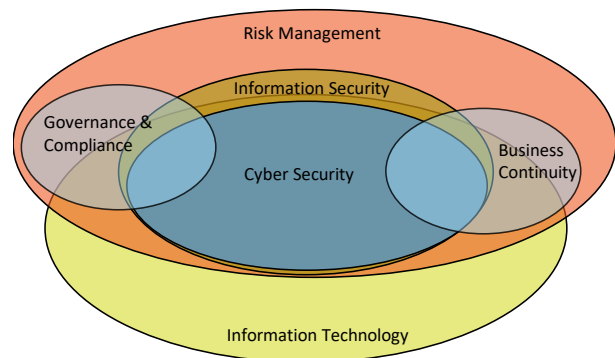 Risk Management
Information Security
Governance &
Compliance
Business
Continuity
Cyber Security
Information Technology